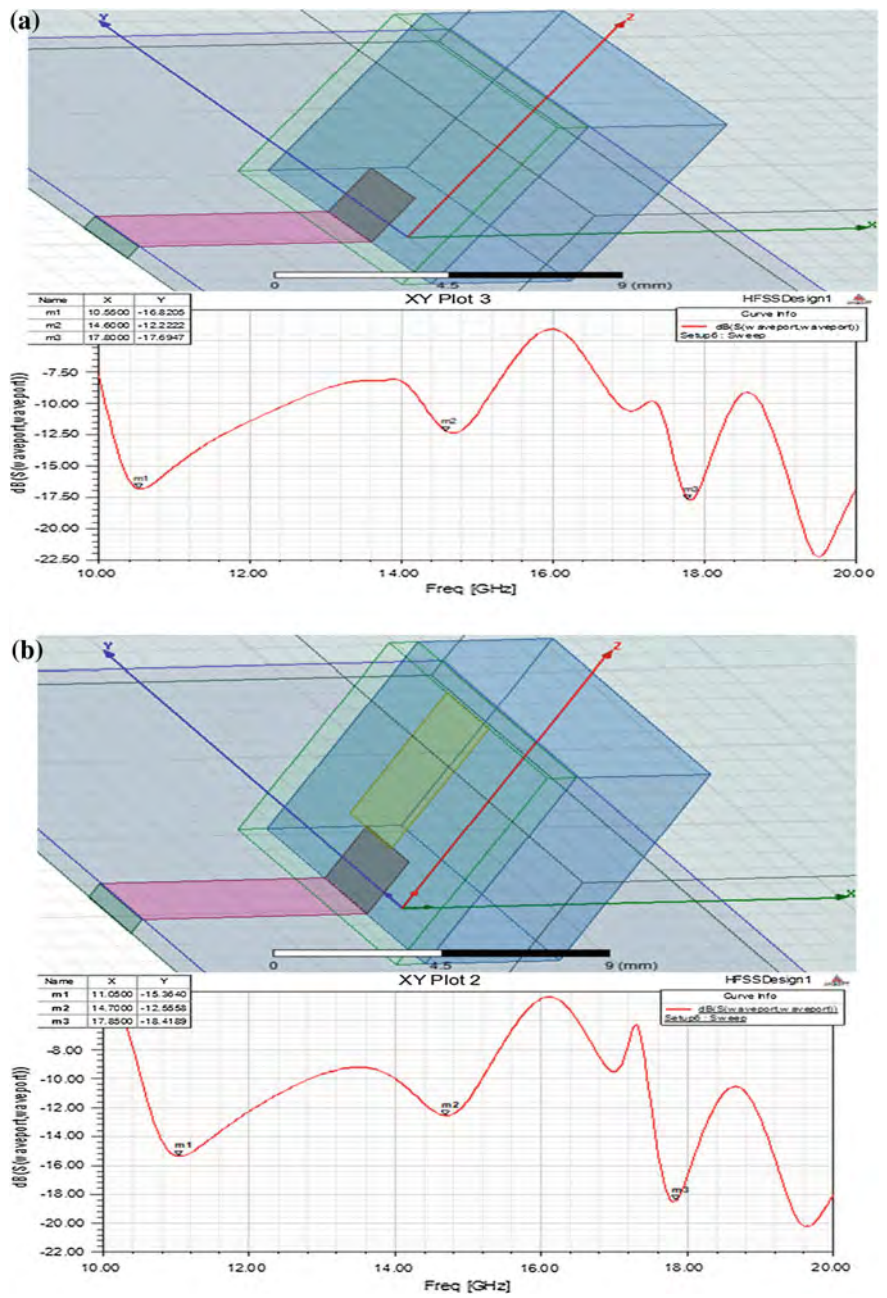 (a)
Y
Z
X
0 4.5 9 (mm)
Name X Y
m1 10.5500 -16.8205
m2 14.6000 -12.2222
m3 17.8000 -17.6947
XY Plot 3
HFSSDesign1
Curve Info
dB(S(waveport,waveport))
Setup6 : Sweep
dB(S(waveport,waveport))
-7.50
-10.00
-12.50
-15.00
-17.50
-20.00
-22.50
m1
m2
m3
10.00 12.00 14.00 16.00 18.00 20.00
Freq [GHz]
(b)
Y
Z
X
0 4.5 9 (mm)
Name X Y
m1 11.0500 -15.3640
m2 14.7000 -12.5558
m3 17.8500 -18.4189
XY Plot 2
HFSSDesign1
Curve Info
dB(S(waveport,waveport))
Setup6 : Sweep
dB(S(waveport,waveport))
-8.00
-10.00
-12.00
-14.00
-16.00
-18.00
-20.00
-22.00
m1
m2
m3
10.00 12.00 14.00 16.00 18.00 20.00
Freq [GHz]